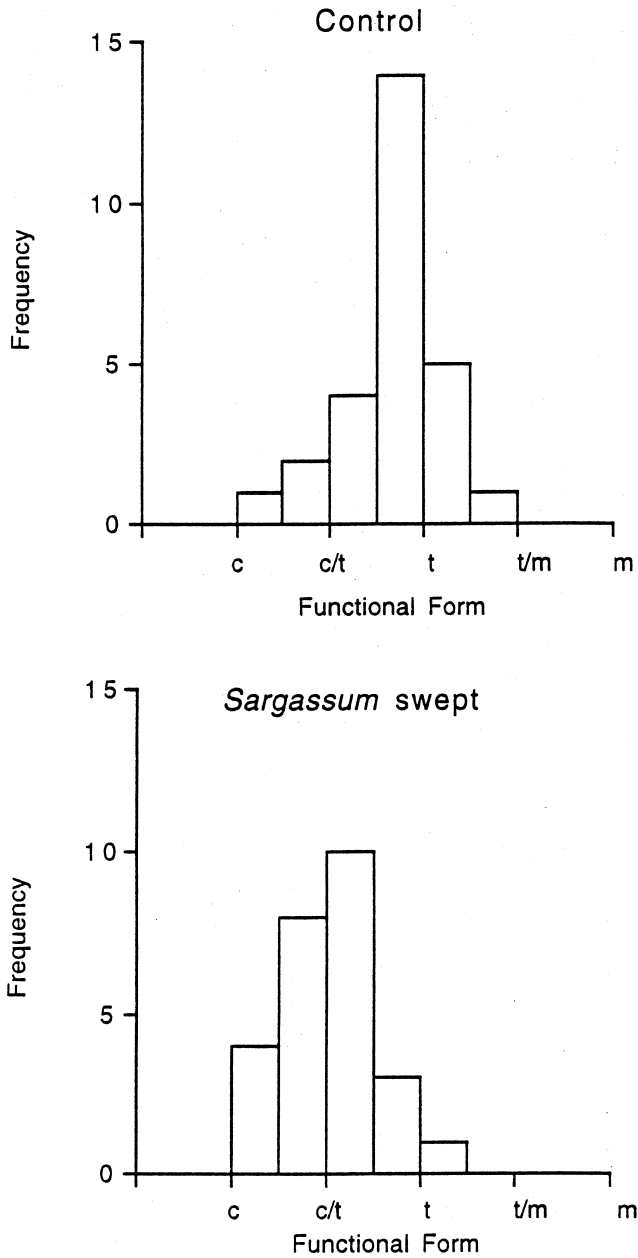 Control
15
10
5
0
Frequency
c c/t t t/m m
Functional Form
Sargassum swept
15
10
5
0
Frequency
c c/t t t/m m
Functional Form